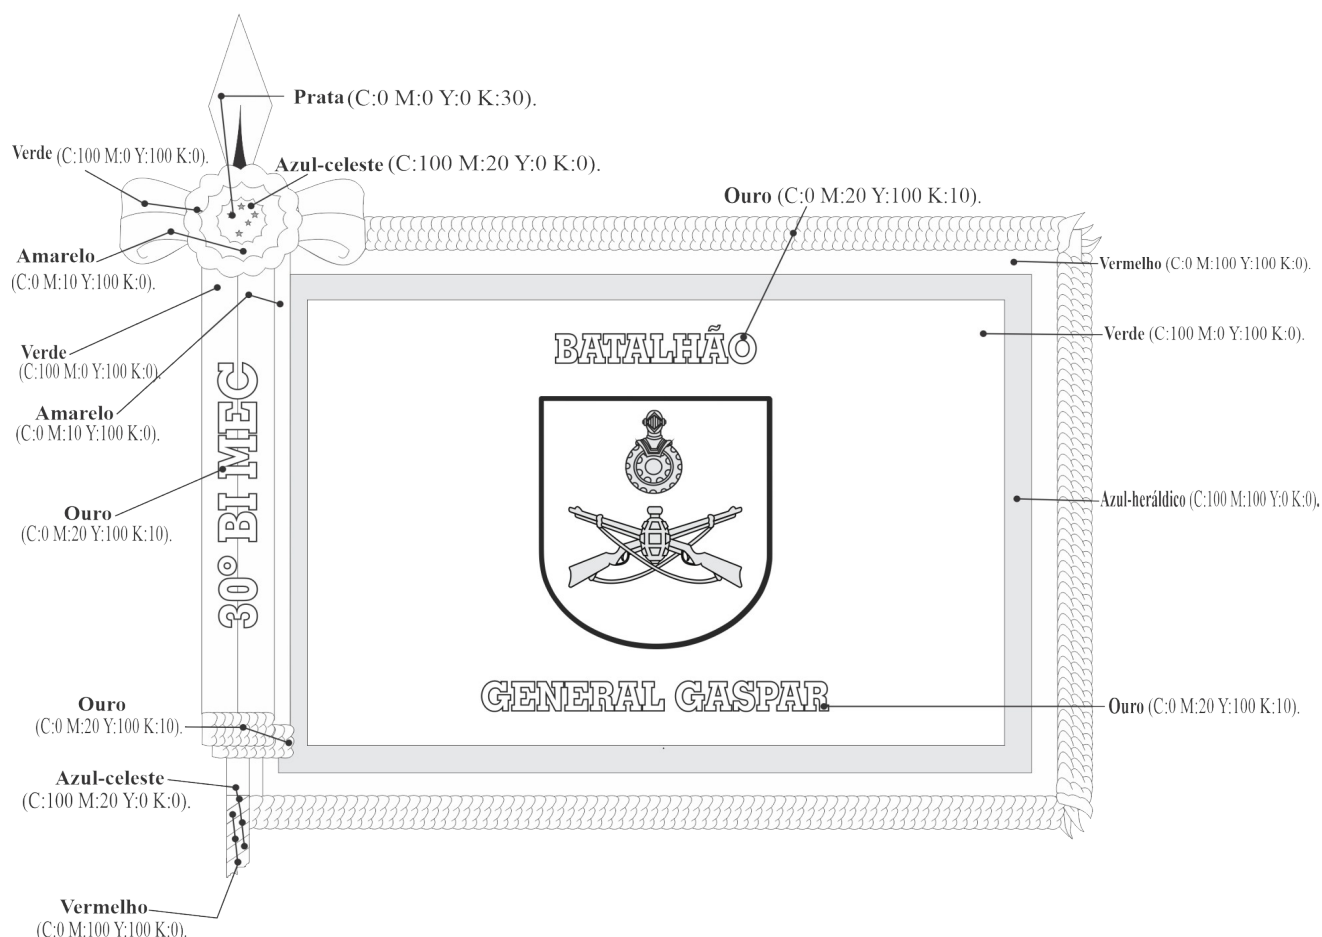 Prata (C:0 M:0 Y:0 K:30).
Verde (C:100 M:0 Y:100 K:0).
Azul-celeste (C:100 M:20 Y:0 K:0).
Ouro (C:0 M:20 Y:100 K:10).
Amarelo
(C:0 M:10 Y:100 K:0).
Vermelho (C:0 M:100 Y:100 K:0).
Verde (C:100 M:0 Y:100 K:0).
BATALHÃO
Verde
(C:100 M:0 Y:100 K:0).
Amarelo
(C:0 M:10 Y:100 K:0).
30º BI MEC
Azul-heráldico (C:100 M:100 Y:0 K:0).
Ouro
(C:0 M:20 Y:100 K:10).
GENERAL GASPAR
Ouro (C:0 M:20 Y:100 K:10).
Ouro
(C:0 M:20 Y:100 K:10).
Azul-celeste
(C:100 M:20 Y:0 K:0).
Vermelho
(C:0 M:100 Y:100 K:0).